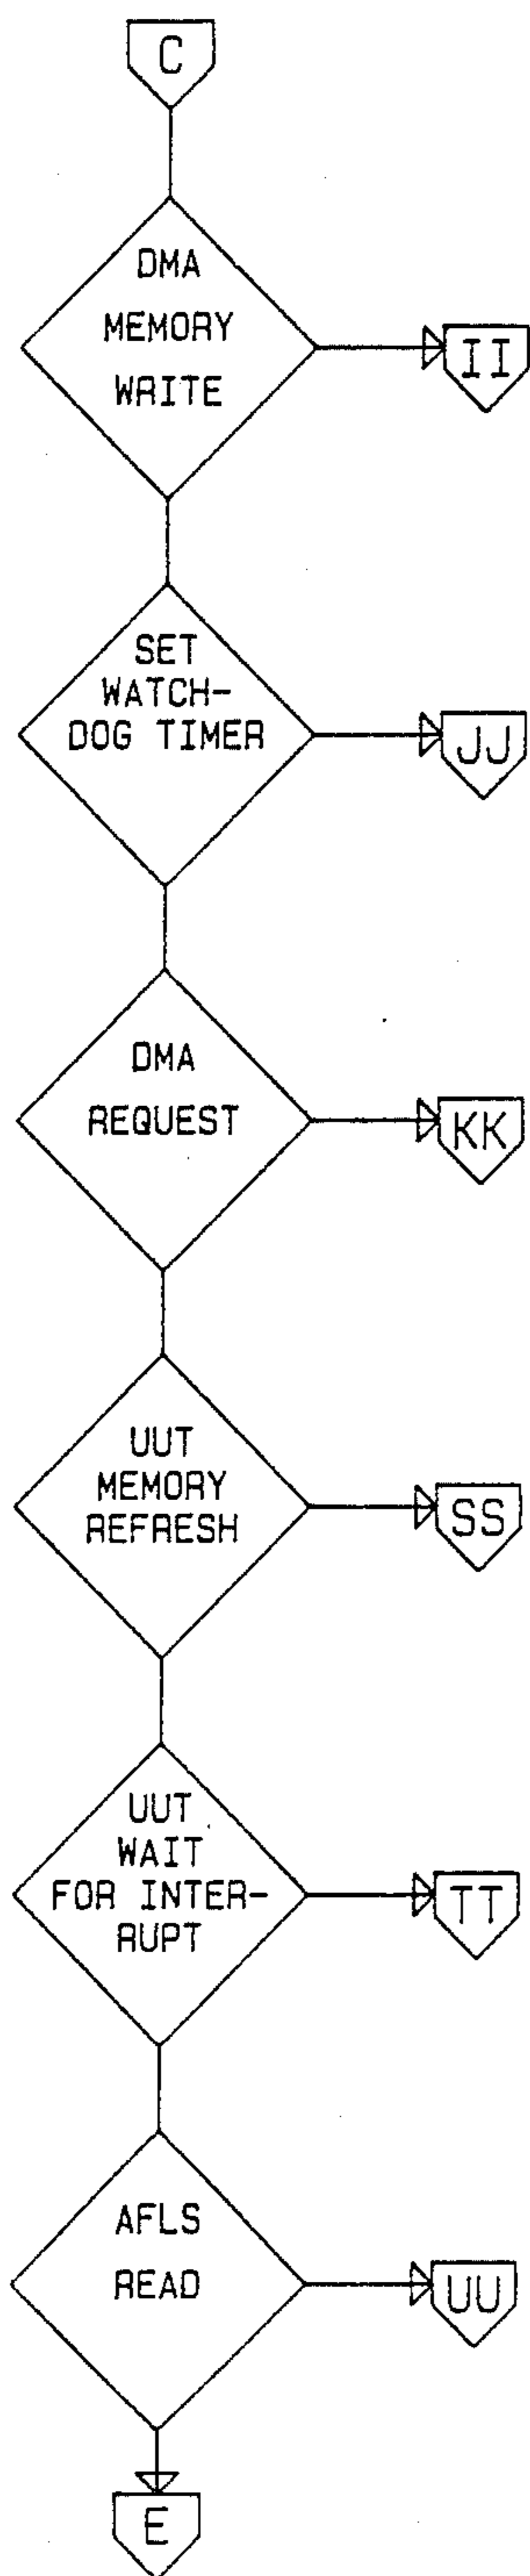 C
DMA
MEMORY
WRITE
II
SET
WATCH-
DOG TIMER
JJ
DMA
REQUEST
KK
UUT
MEMORY
REFRESH
SS
UUT
WAIT
FOR INTER-
RUPT
TT
AFLS
READ
UU
E